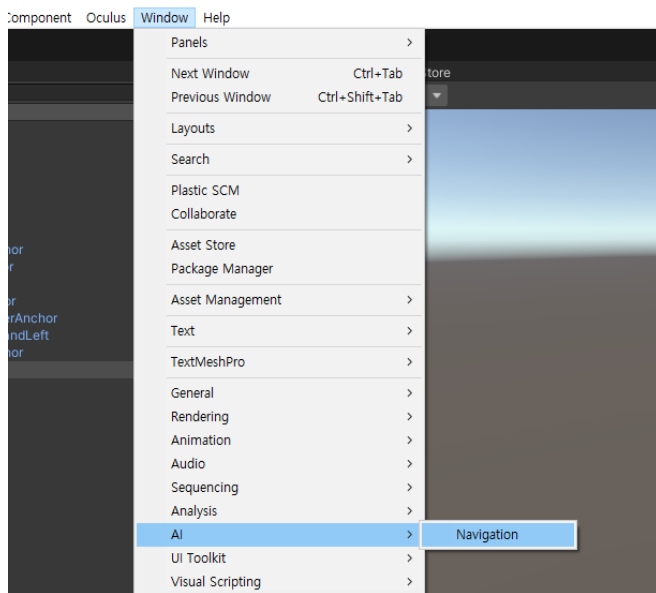 Component Oculus Window Help
Panels
Next Window Ctrl+Tab
Previous Window Ctrl+Shift+Tab
Layouts
Search
Plastic SCM
Collaborate
Asset Store
Package Manager
Asset Management
Text
TextMeshPro
General
Rendering
Animation
Audio
Sequencing
Analysis
AI Navigation
UI Toolkit
Visual Scripting